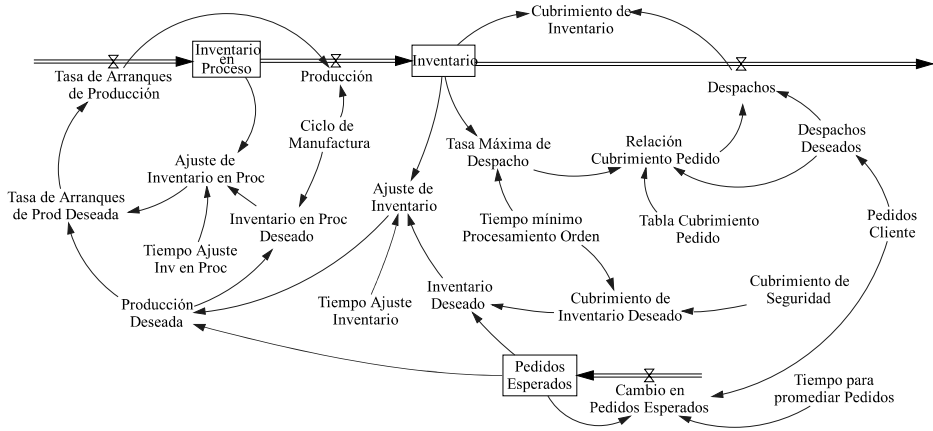 Cubrimiento de
Inventario
Inventario
en
Proceso
Inventario
Tasa de Arranques
de Producción
Producción
Despachos
Ciclo de
Manufactura
Tasa Máxima de
Despacho
Relación
Cubrimiento Pedido
Despachos
Deseados
Ajuste de
Inventario en Proc
Tasa de Arranques
de Prod Deseada
Ajuste de
Inventario
Inventario en Proc
Deseado
Tiempo mínimo
Procesamiento Orden
Tabla Cubrimiento
Pedido
Pedidos
Cliente
Tiempo Ajuste
Inv en Proc
Producción
Deseada
Tiempo Ajuste
Inventario
Inventario
Deseado
Cubrimiento de
Inventario Deseado
Cubrimiento de
Seguridad
Pedidos
Esperados
Cambio en
Pedidos Esperados
Tiempo para
promediar Pedidos